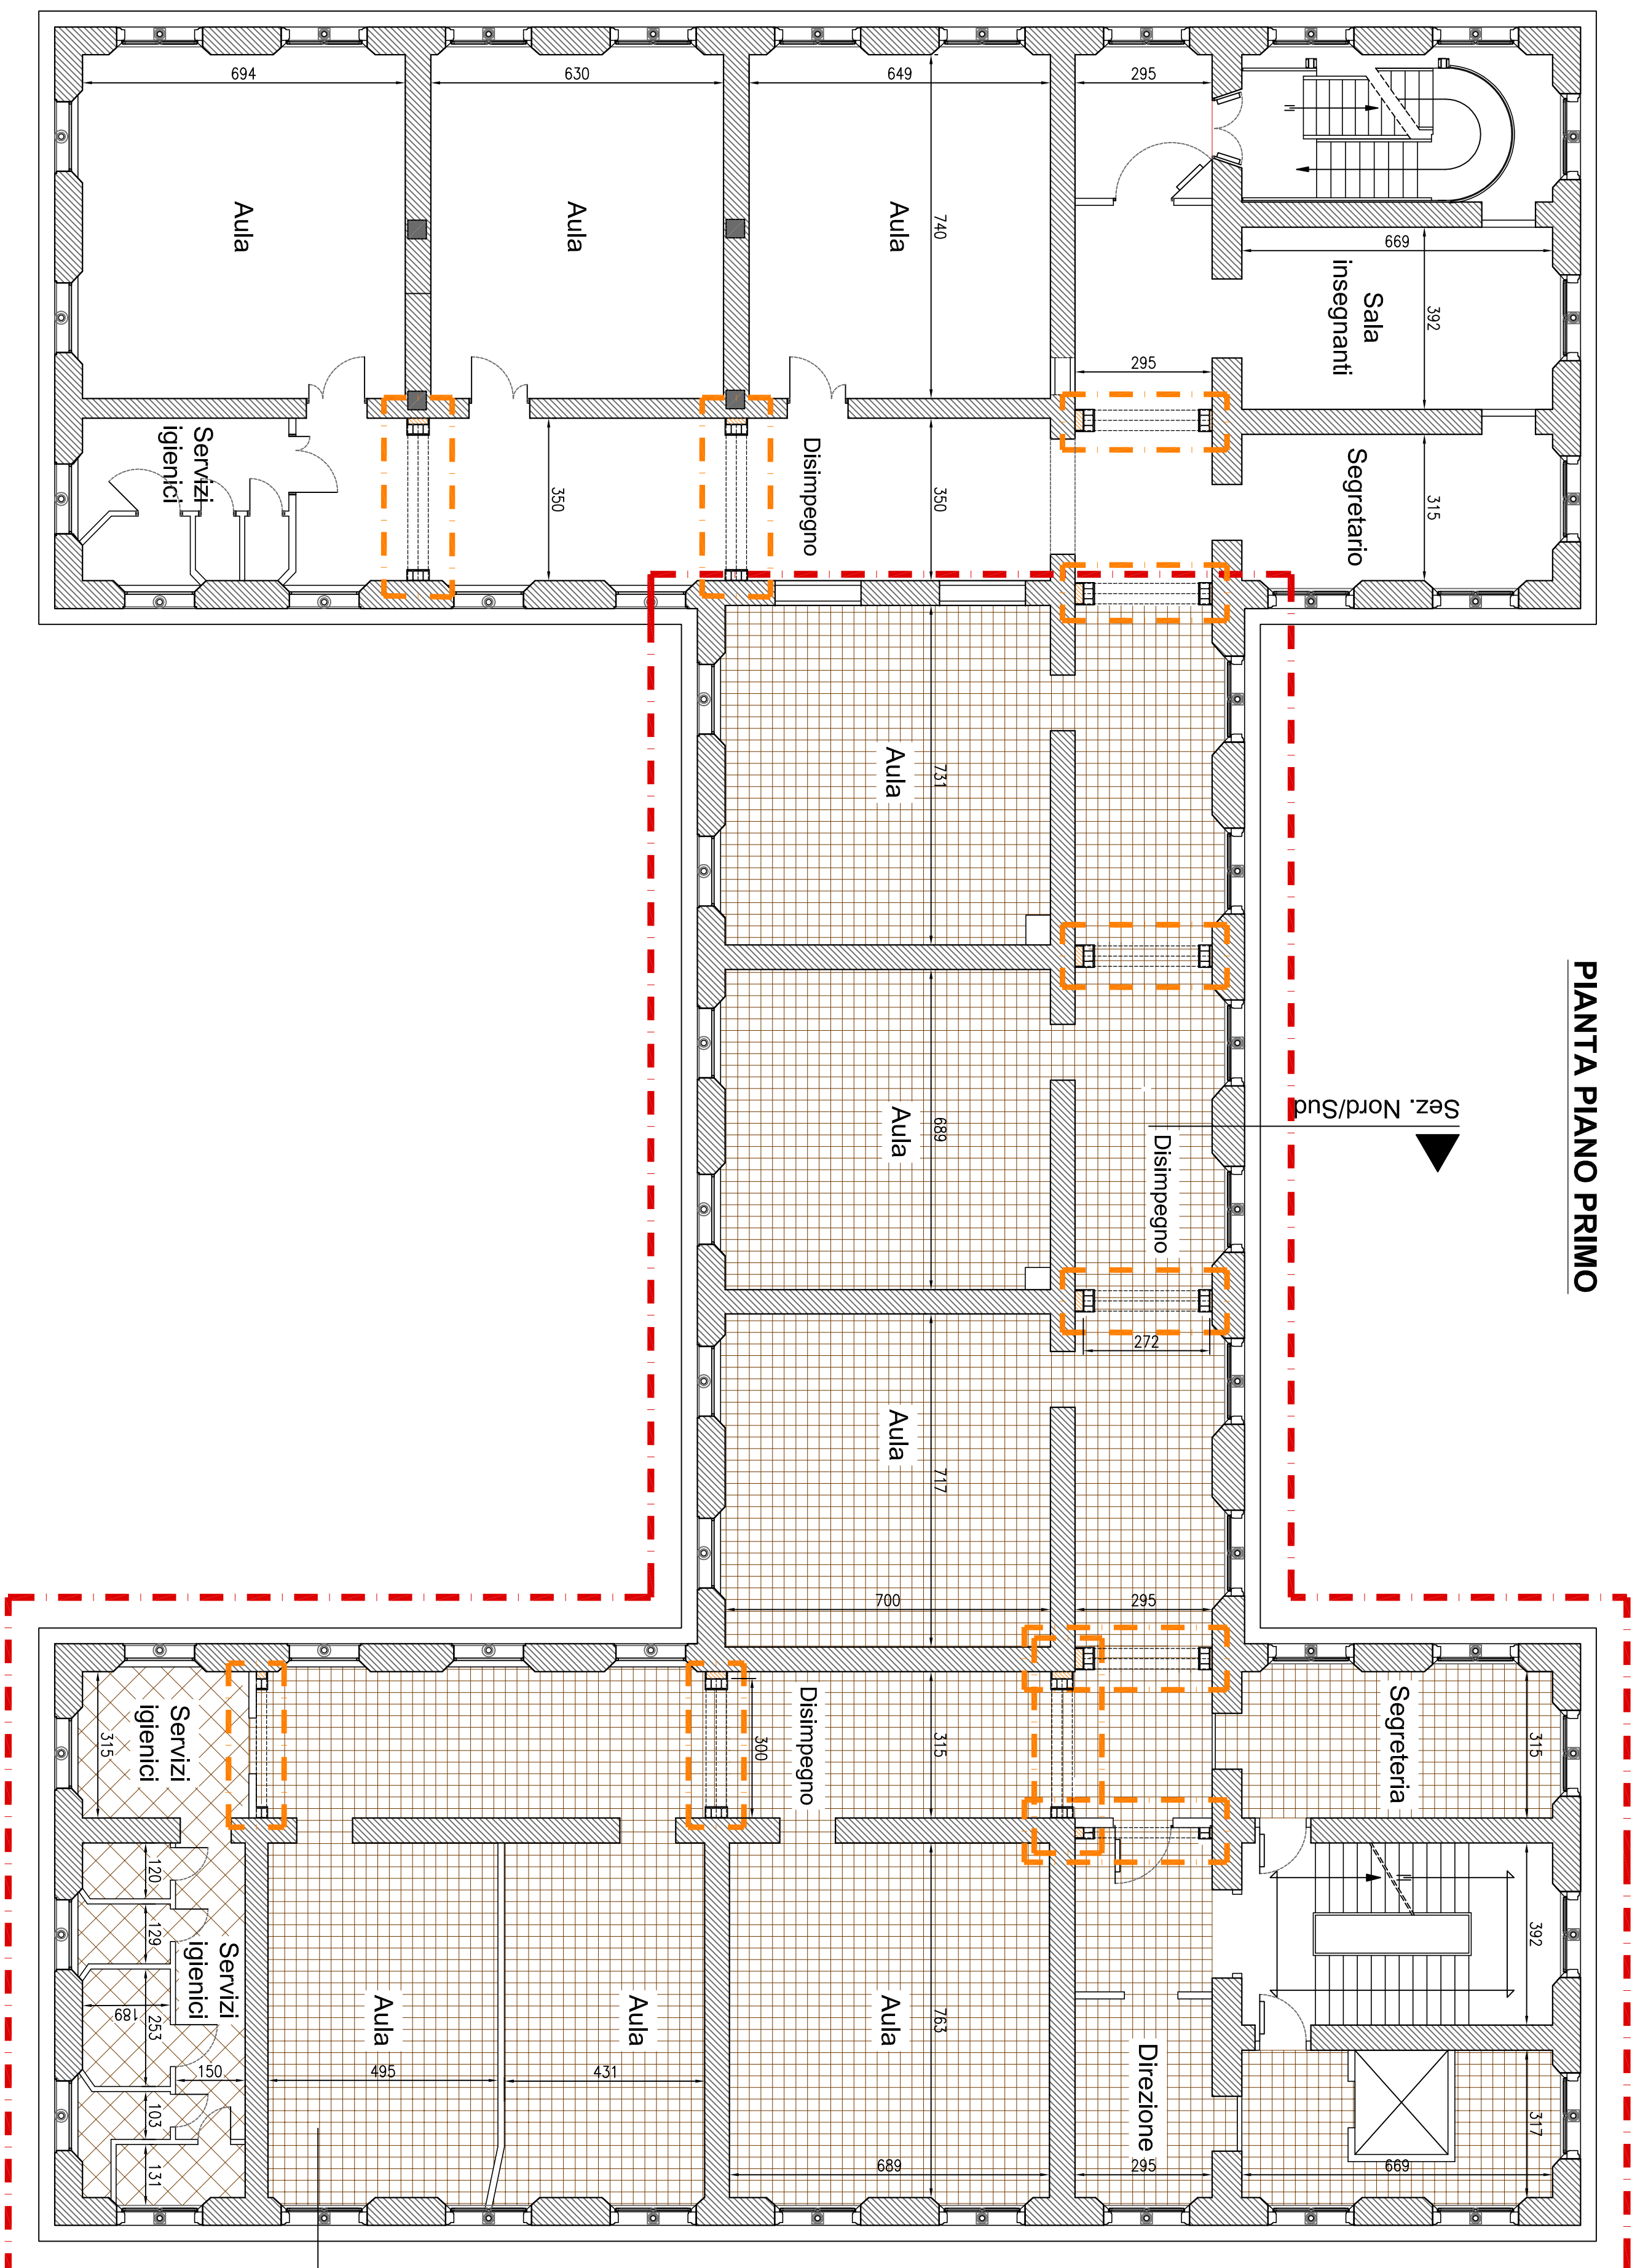 PIANTA PIANO PRIMO
Sez. Nord/Sud
694
630
649
295
Aula
Aula
Aula
740
669
Sala
insegnanti
392
295
Servizi
igienici
350
Disimpegno
350
Segretario
315
Aula
731
Aula
689
Disimpegno
272
Aula
717
700
295
Servizi
igienici
315
Disimpegno
300
315
Segreteria
315
120
129
253
189
103
131
150
Servizi
igienici
Aula
495
Aula
431
Aula
763
689
Direzione
295
392
317
669